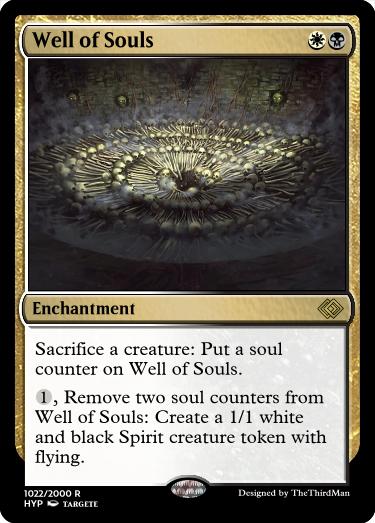 Well of Souls
Enchantment
Sacrifice a creature: Put a soul
counter on Well of Souls.
1, Remove two soul counters from
Well of Souls: Create a 1/1 white
and black Spirit creature token with
flying.
1022/2000 R
HYP TARGETE
Designed by TheThirdMan